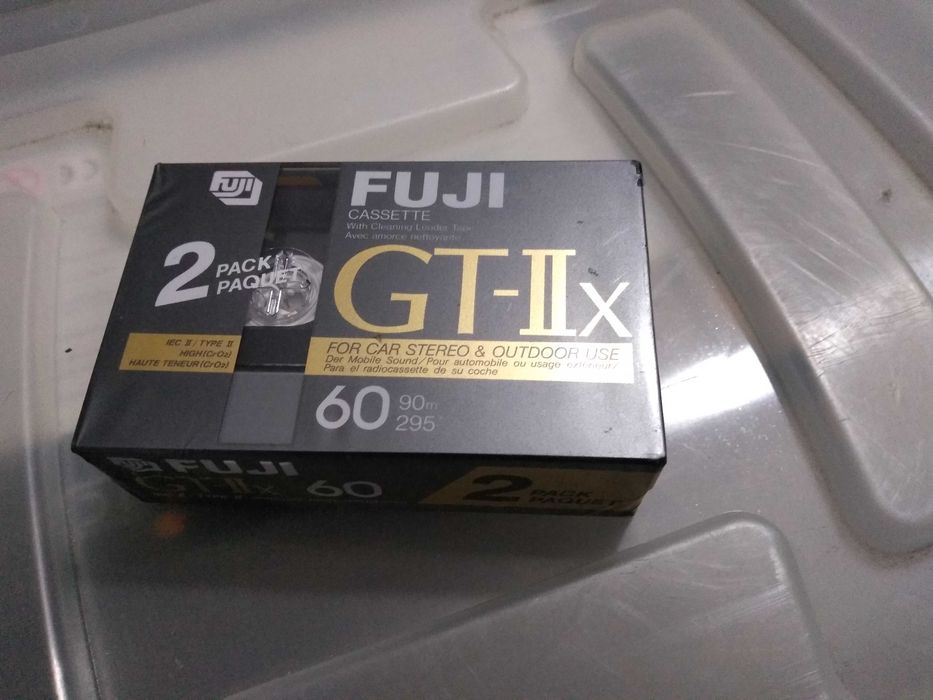 FUJI
FUJI
CASSETTE
With Cleaning Leader Tape
Avec amorce nettoyante
2 PACK
PAQUET
GT-IIx
IEC II/TYPE II
HIGH(CrO₂)
HAUTE TENEUR(CrO₂)
FOR CAR STEREO & OUTDOOR USE
Der Mobile Sound/Pour automobile ou usage extérieur/
Para el radiocassette de su coche
60 90m
295'
FUJI
GT-IIx 60
2 PACK
PAQUET